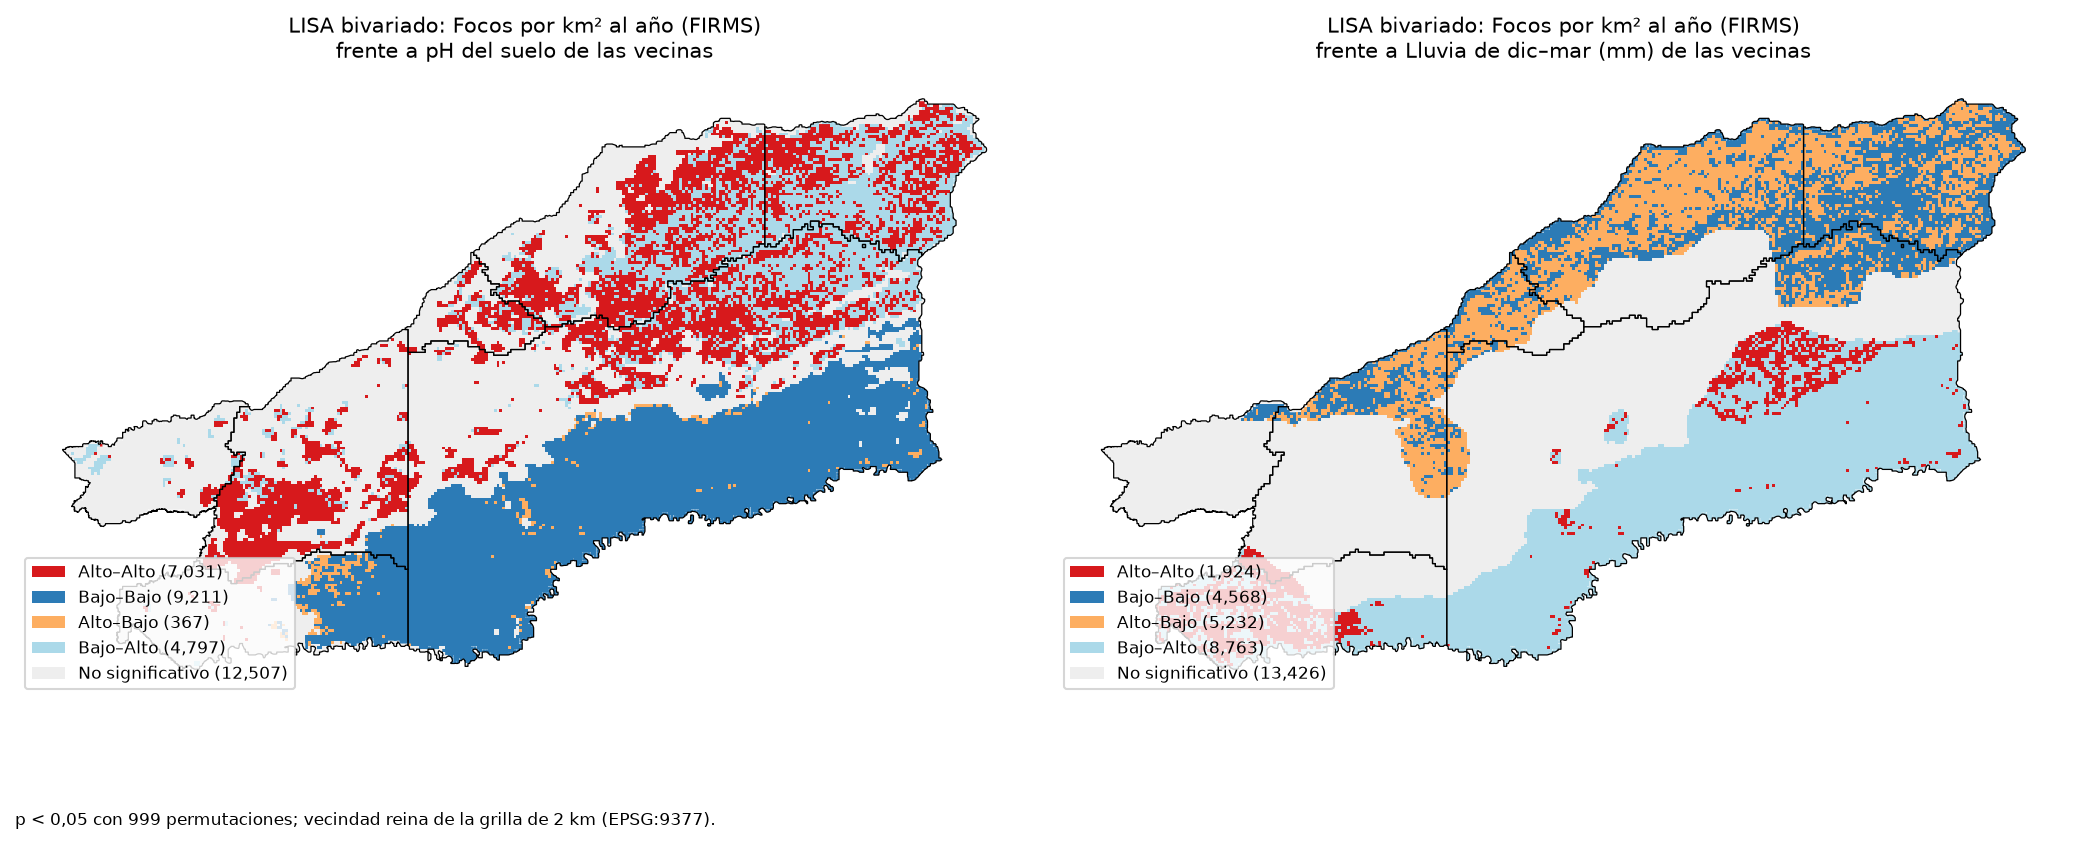 LISA bivariado: Focos por km² al año (FIRMS)
frente a pH del suelo de las vecinas
LISA bivariado: Focos por km² al año (FIRMS)
frente a Lluvia de dic–mar (mm) de las vecinas
Alto–Alto (7,031)
Bajo–Bajo (9,211)
Alto–Bajo (367)
Bajo–Alto (4,797)
No significativo (12,507)
Alto–Alto (1,924)
Bajo–Bajo (4,568)
Alto–Bajo (5,232)
Bajo–Alto (8,763)
No significativo (13,426)
p < 0,05 con 999 permutaciones; vecindad reina de la grilla de 2 km (EPSG:9377).